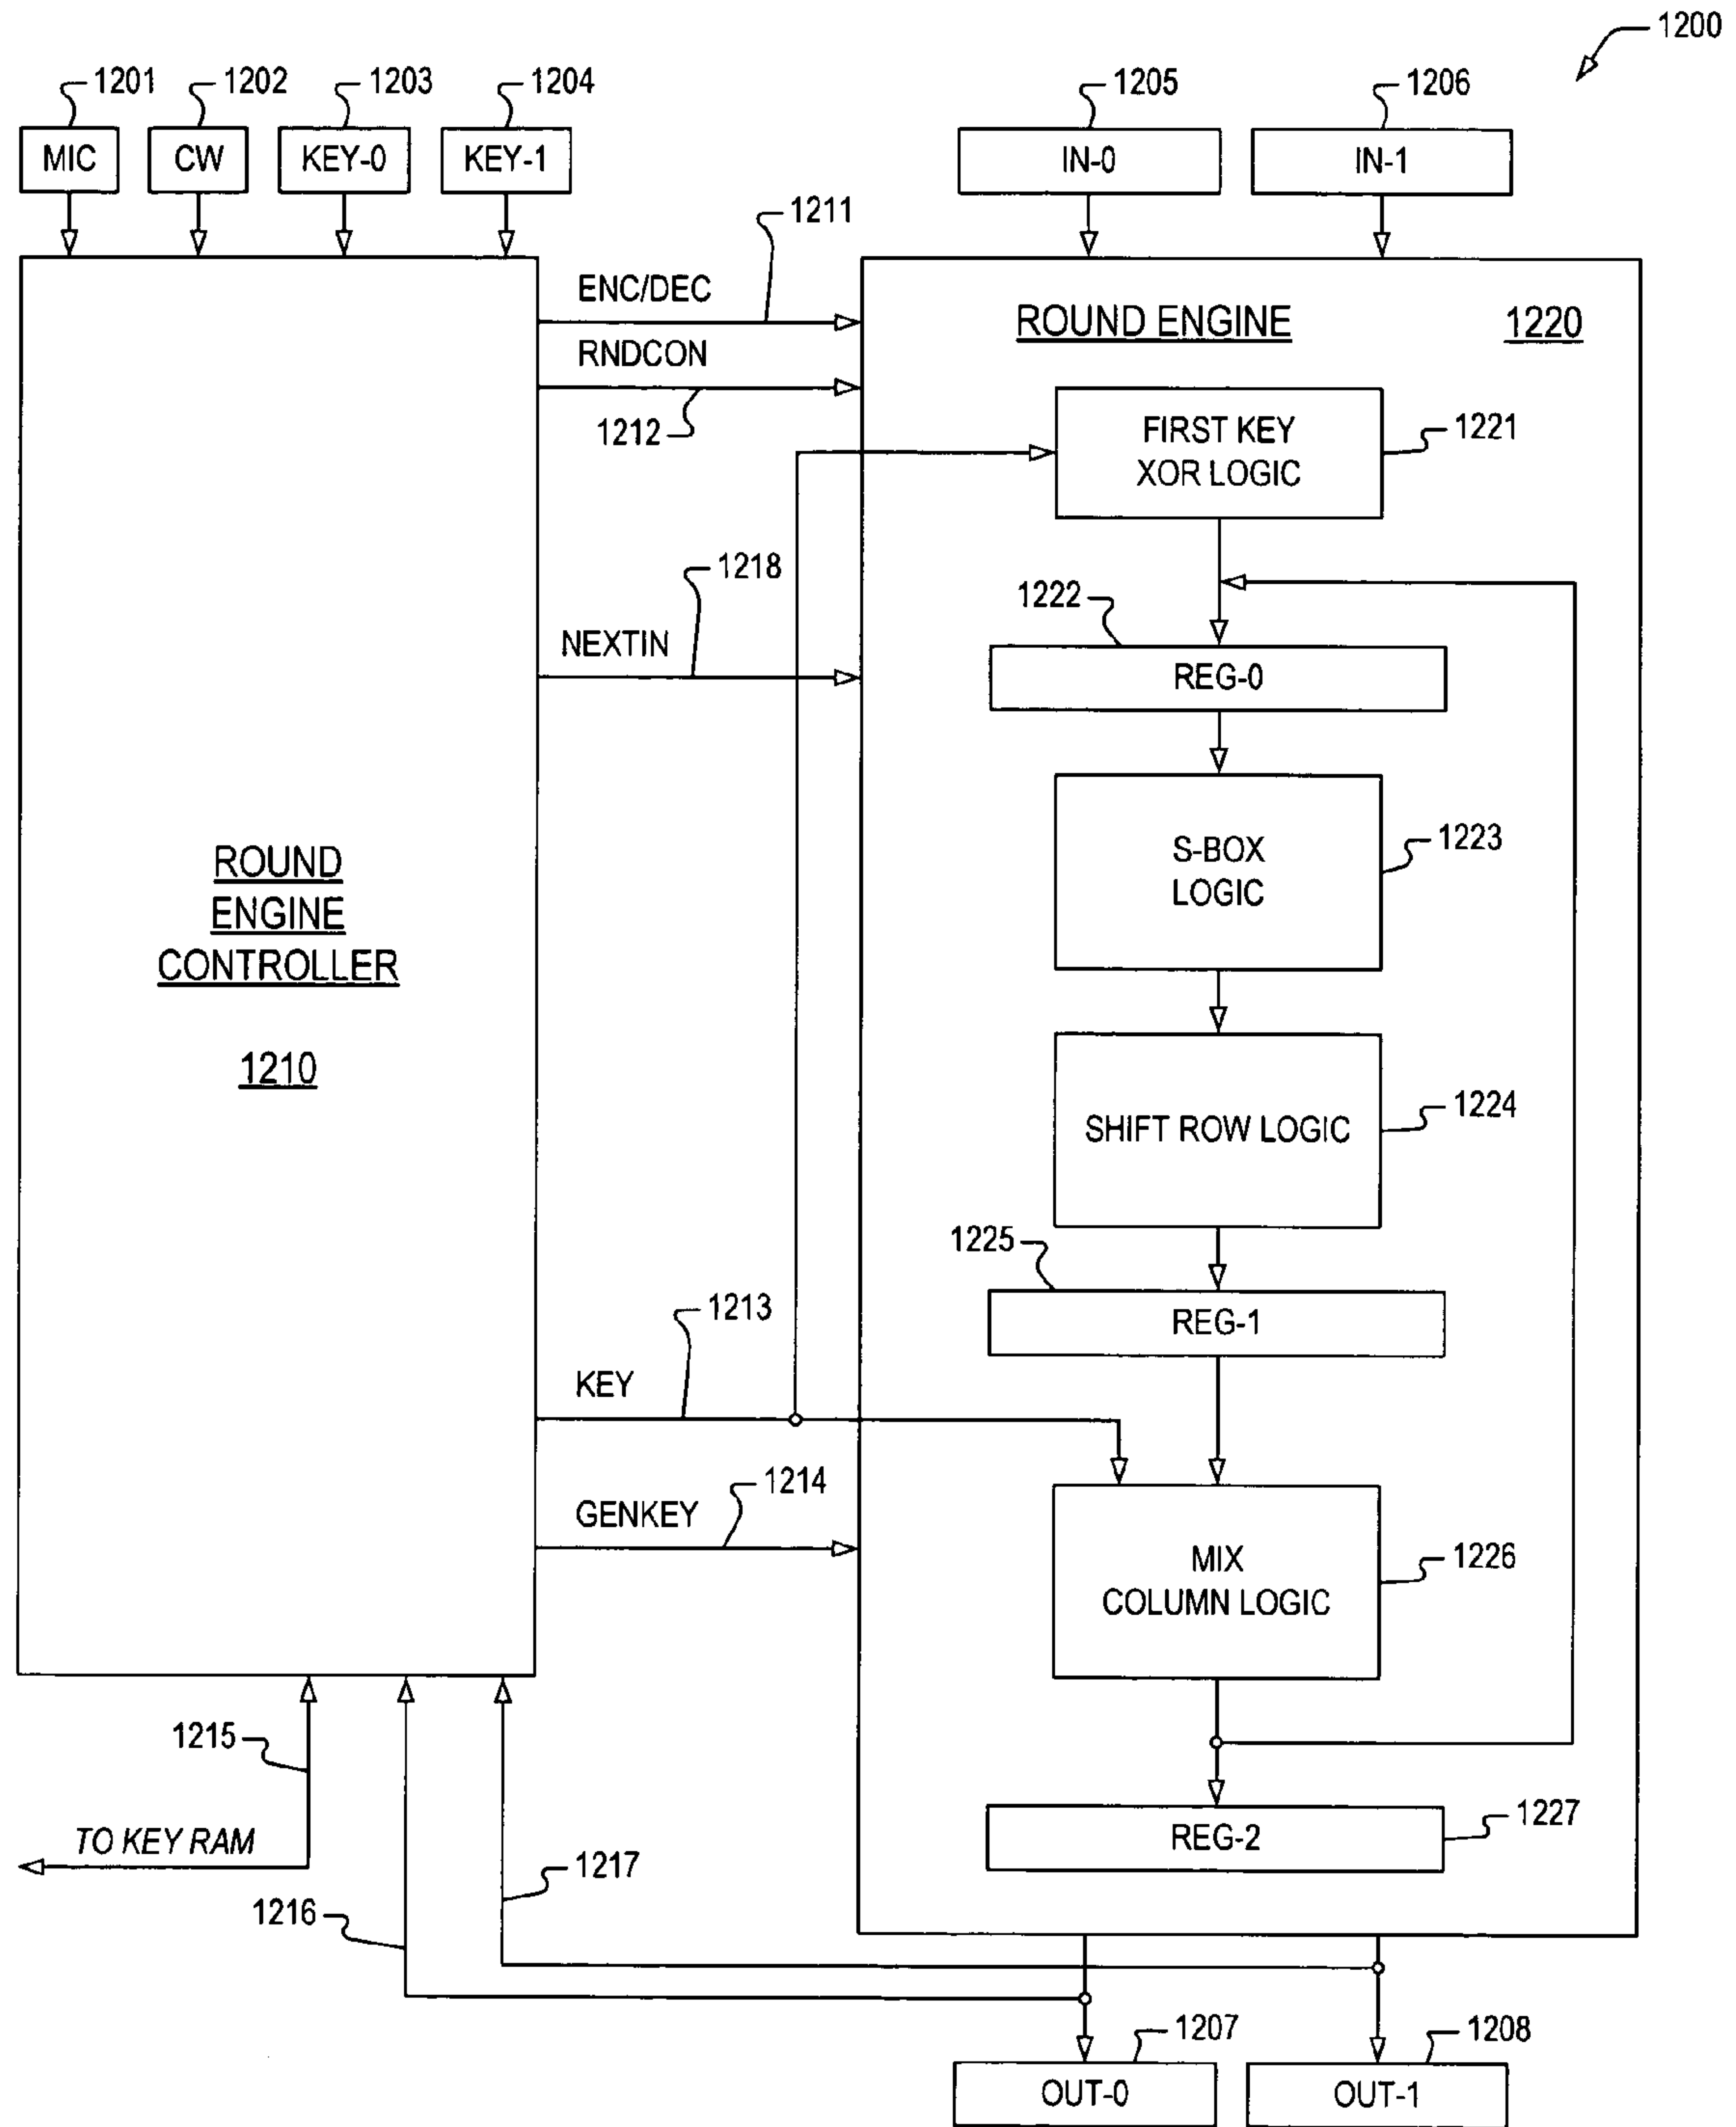 1200
1201
1202
1203
1204
1205
1206
MIC
CW
KEY-0
KEY-1
IN-0
IN-1
1211
ENC/DEC
RNDCON
1212
ROUND ENGINE
1220
FIRST KEY
XOR LOGIC
1221
1218
NEXTIN
1222
REG-0
S-BOX
LOGIC
1223
ROUND
ENGINE
CONTROLLER
1210
SHIFT ROW LOGIC
1224
1225
REG-1
1213
KEY
1214
GENKEY
MIX
COLUMN LOGIC
1226
1215
TO KEY RAM
REG-2
1227
1217
1216
1207
1208
OUT-0
OUT-1